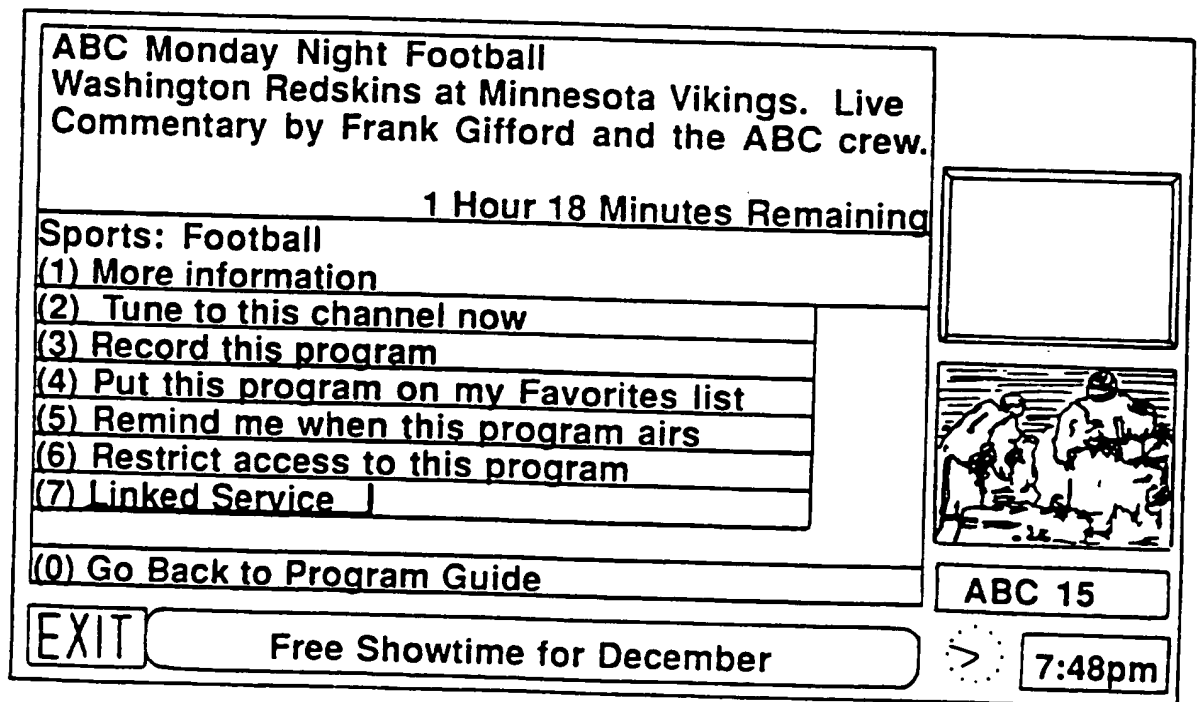 ABC Monday Night Football
Washington Redskins at Minnesota Vikings.  Live
Commentary by Frank Gifford and the ABC crew.
1 Hour 18 Minutes Remaining
Sports: Football
(1) More information
(2) Tune to this channel now
(3) Record this program
(4) Put this program on my Favorites list
(5) Remind me when this program airs
(6) Restrict access to this program
(7) Linked Service
(0) Go Back to Program Guide
ABC 15
EXIT
Free Showtime for December
7:48pm